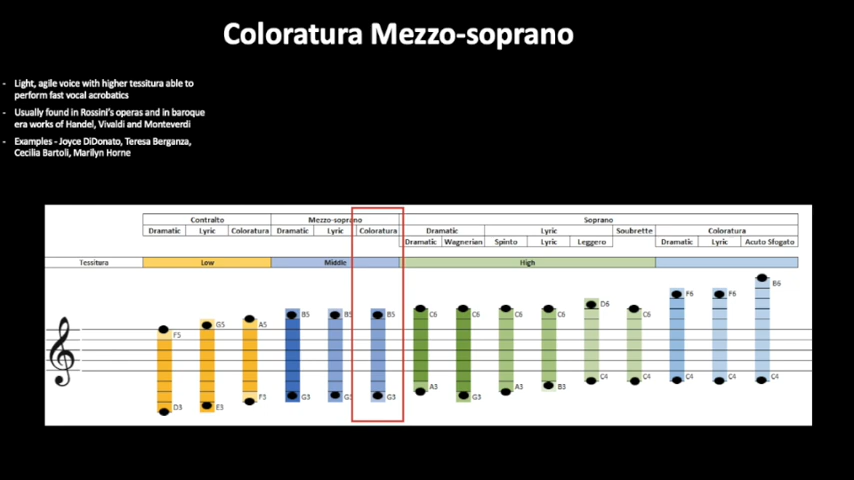 Coloratura Mezzo-soprano
- Light, agile voice with higher tessitura able to
perform fast vocal acrobatics
- Usually found in Rossini's operas and in baroque
era works of Handel, Vivaldi and Monteverdi
- Examples - Joyce DiDonato, Teresa Berganza,
Cecilia Bartoli, Marilyn Horne
Contralto Mezzo-soprano Soprano
Dramatic Lyric Coloratura Dramatic Lyric Coloratura Dramatic Lyric Soubrette Coloratura
Dramatic Wagnerian Spinto Lyric Leggero Dramatic Lyric Acuto Sfogato
Tessitura Low Middle High
F5 G5 A5 B5 B5 B5 C6 C6 C6 C6 D6 C6 F6 F6 B6
D3 E3 F3 G3 G3 G3 A3 G3 A3 B3 C4 C4 C4 C4 C4